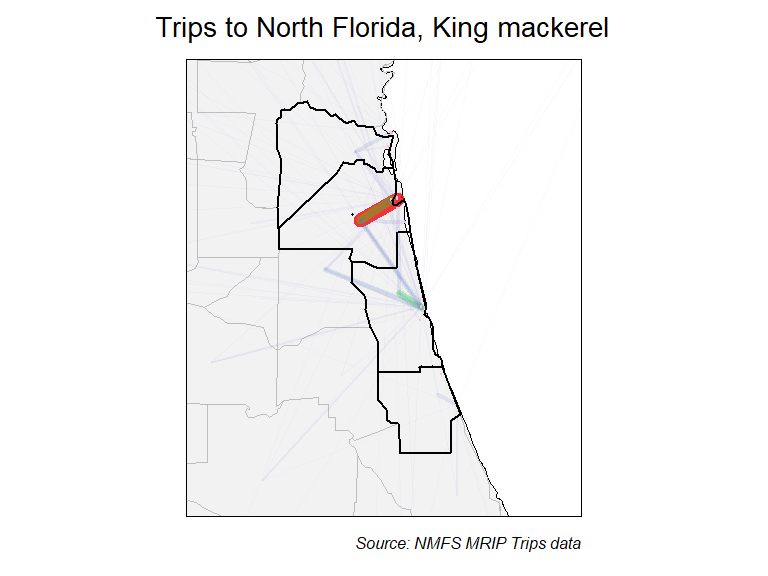 Trips to North Florida, King mackerel
Source: NMFS MRIP Trips data